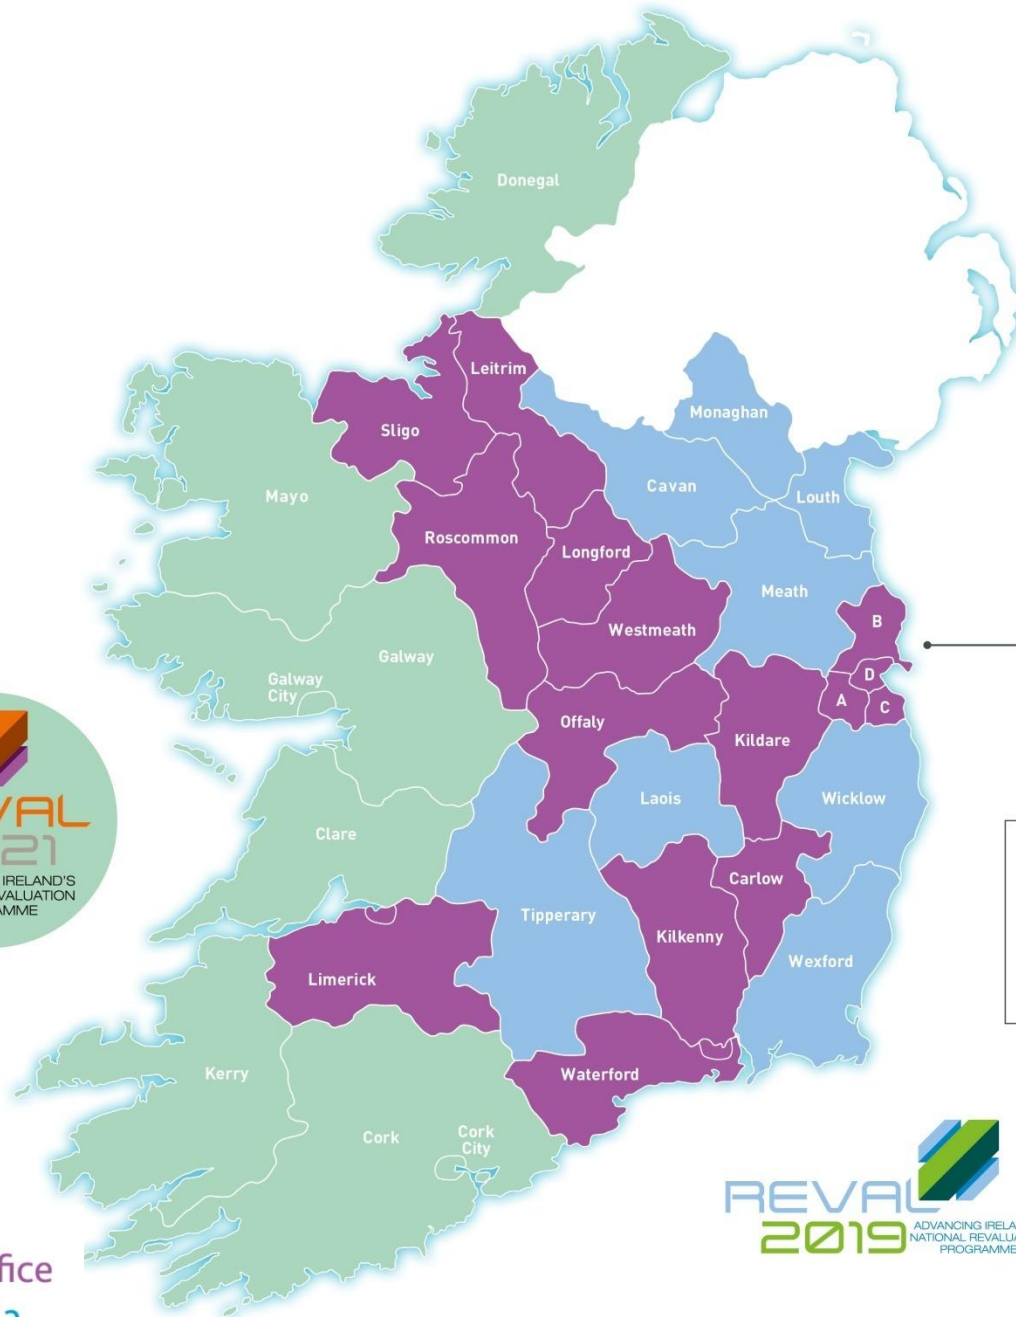 Donegal
Leitrim
Monaghan
Sligo
Cavan
Mayo
Louth
Roscommon
Longford
Meath
B
Westmeath
Galway
D
Galway
City
A
C
Offaly
Kildare
Laois
Wicklow
VAL
21
IRELAND'S
VALUATION
AMME
Clare
Carlow
Tipperary
Kilkenny
Wexford
Limerick
Kerry
Waterford
Cork
Cork
City
REVAL
2019
ADVANCING IRELA
NATIONAL REVALUA
PROGRAMME
fice